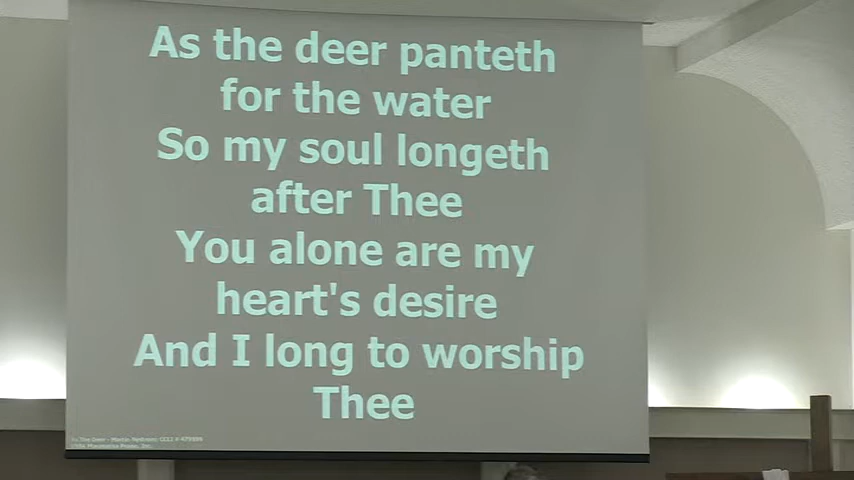 As the deer panteth
for the water
So my soul longeth
after Thee
You alone are my
heart's desire
And I long to worship
Thee